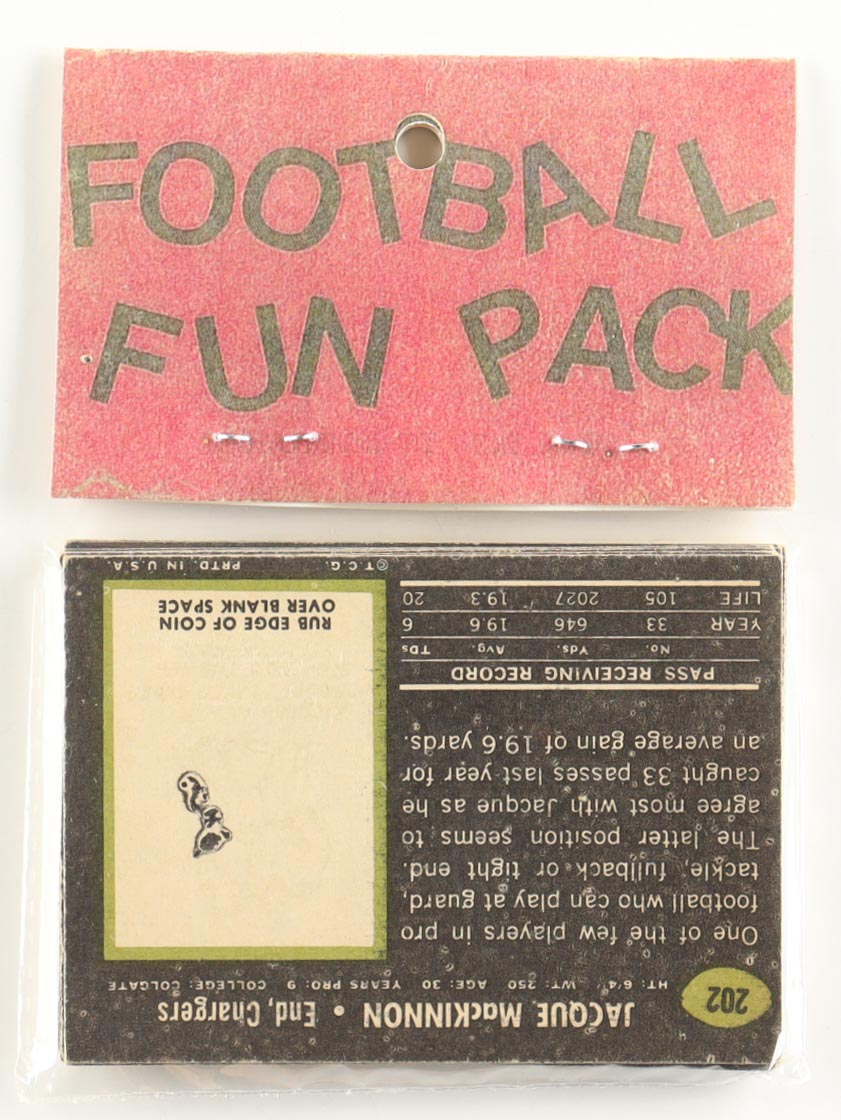 FOOTBALL
FUN PACK
202
JACQUE MacKINNON • End, Chargers
HT: 6'4" WT: 250 AGE: 30 YEARS PRO: 9 COLLEGE: COLGATE
One of the few players in pro
football who can play at guard,
tackle, fullback or tight end.
The latter position seems to
agree most with Jacque as he
caught 33 passes last year for
an average gain of 19.6 yards.
PASS RECEIVING RECORD
No. Yds. Avg. TDs
YEAR 33 646 19.6 6
LIFE 105 2027 19.3 20
RUB EDGE OF COIN
OVER BLANK SPACE
© T.C.G. PRTD. IN U.S.A.